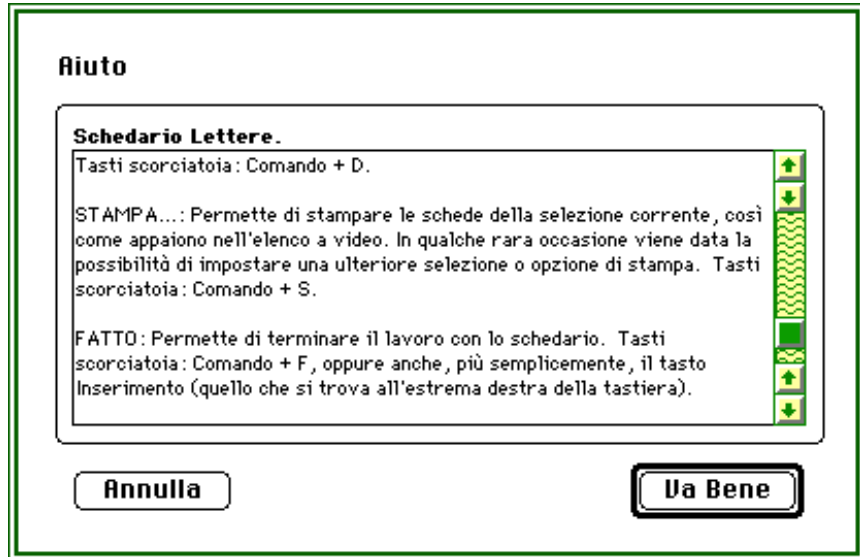 Aiuto
Schedario Lettere.
Tasti scorciatoia: Comando + D.
STAMPA...: Permette di stampare le schede della selezione corrente, così
come appaiono nell'elenco a video. In qualche rara occasione viene data la
possibilità di impostare una ulteriore selezione o opzione di stampa.  Tasti
scorciatoia: Comando + S.
FATTO: Permette di terminare il lavoro con lo schedario.  Tasti
scorciatoia: Comando + F, oppure anche, più semplicemente, il tasto
Inserimento (quello che si trova all'estrema destra della tastiera).
Annulla
Va Bene